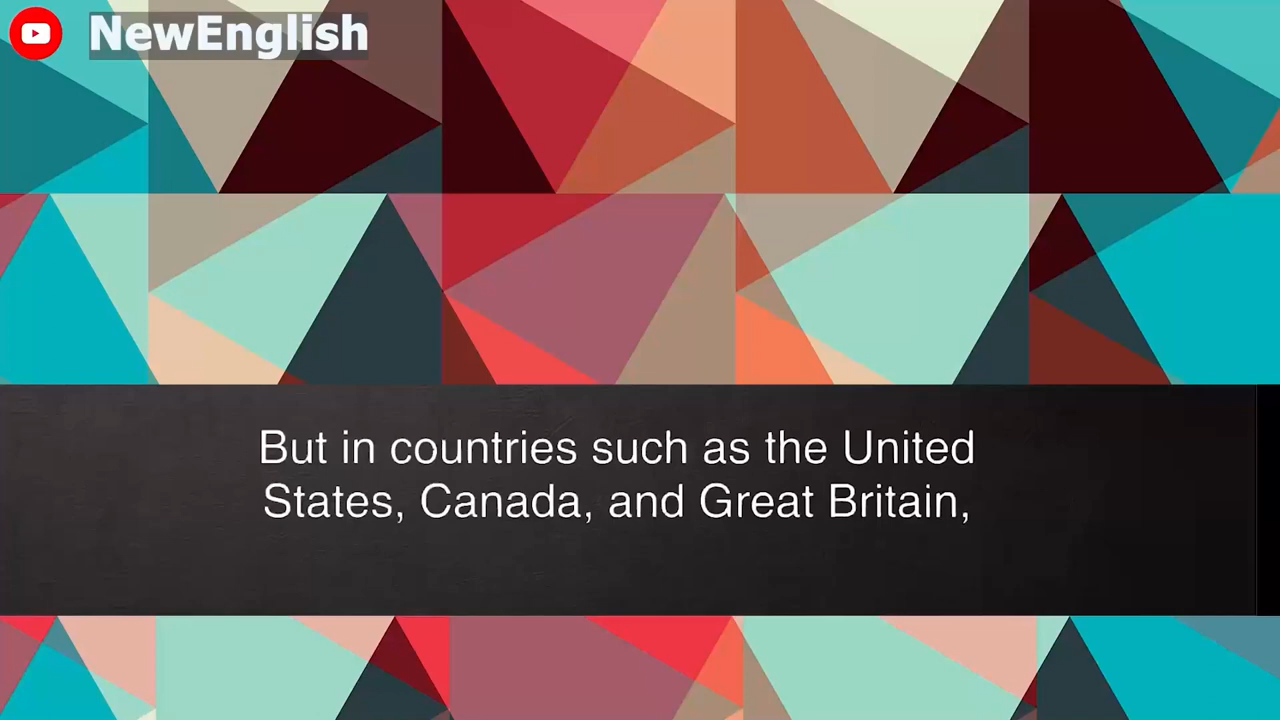 NewEnglish
But in countries such as the United
States, Canada, and Great Britain,